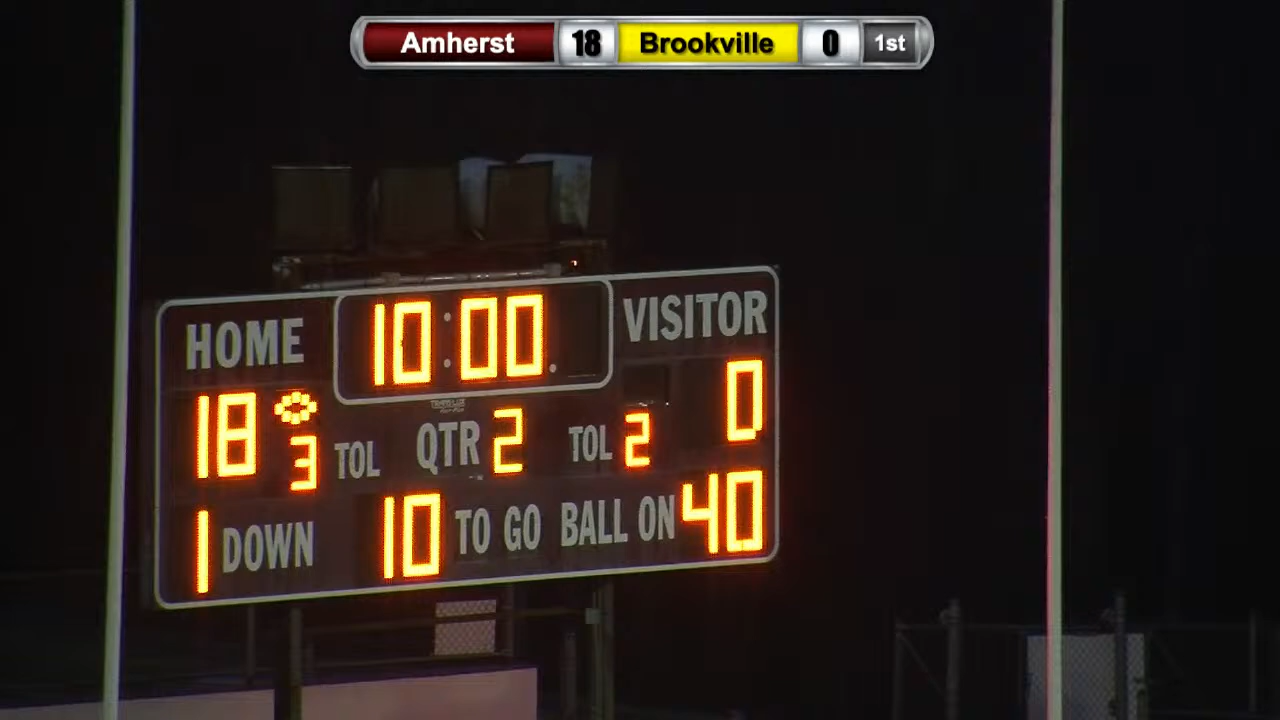 Amherst 18 Brookville 0 1st
HOME 10:00 VISITOR
18 3 TOL QTR 2 TOL 2 0
1 DOWN 10 TO GO BALL ON 40